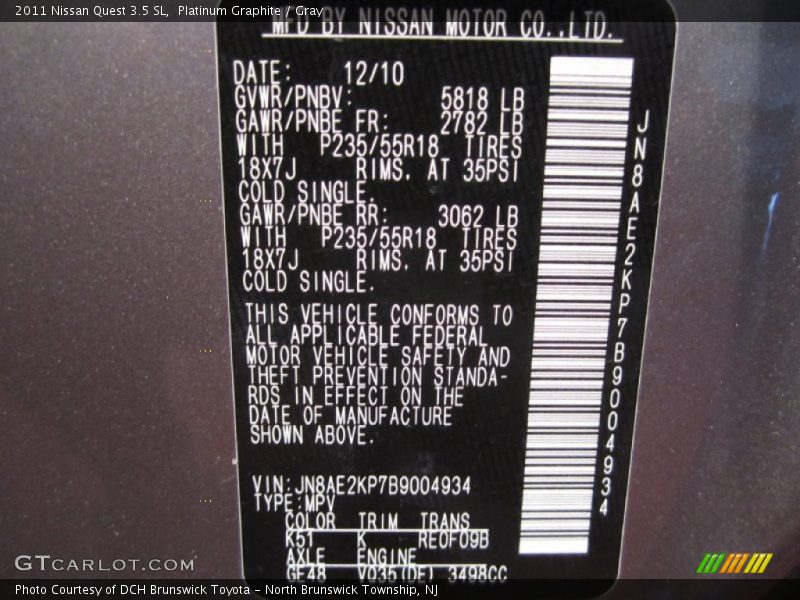 2011 Nissan Quest 3.5 SL, Platinum Graphite / Gray
MFD BY NISSAN MOTOR CO.,LTD.
DATE: 12/10
GVWR/PNBV: 5818 LB
GAWR/PNBE FR: 2782 LB
WITH P235/55R18 TIRES
18X7J RIMS. AT 35PSI
COLD SINGLE.
GAWR/PNBE RR: 3062 LB
WITH P235/55R18 TIRES
18X7J RIMS. AT 35PSI
COLD SINGLE.
THIS VEHICLE CONFORMS TO
ALL APPLICABLE FEDERAL
MOTOR VEHICLE SAFETY AND
THEFT PREVENTION STANDA-
RDS IN EFFECT ON THE
DATE OF MANUFACTURE
SHOWN ABOVE.
VIN:JN8AE2KP7B9004934
TYPE:MPV
COLOR TRIM TRANS
K51 K RE0F09B
AXLE ENGINE
GE48 VQ35(DE) 3498CC
JN8AE2KP7B9004934
GTCARLOT.COM
Photo Courtesy of DCH Brunswick Toyota – North Brunswick Township, NJ